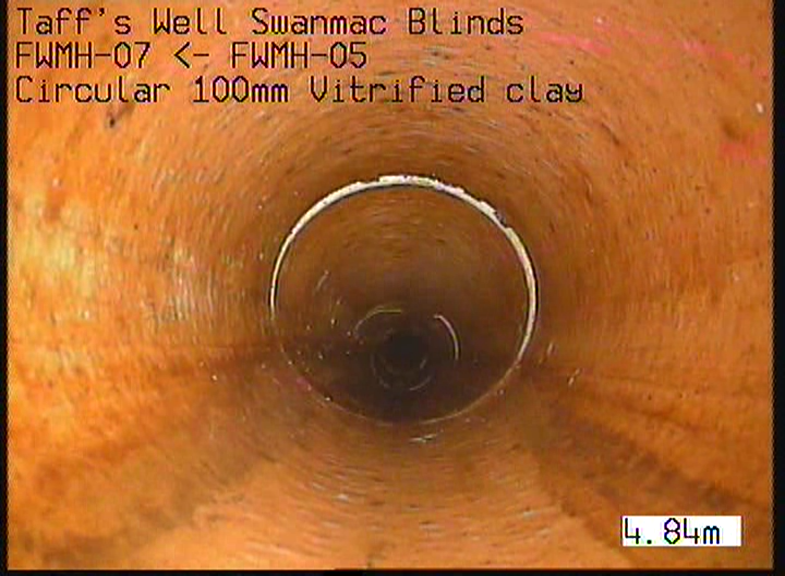 Taff's Well Swanmac Blinds
FWMH-07 <- FWMH-05
Circular 100mm Vitrified clay
4.84m